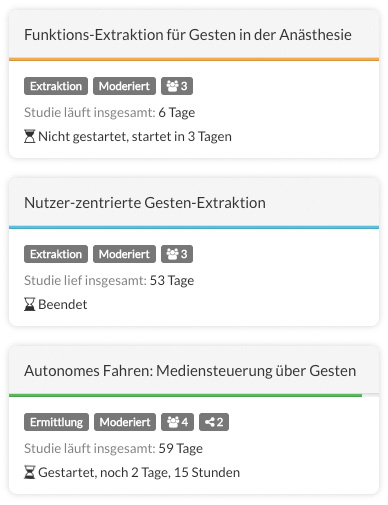 Funktions-Extraktion für Gesten in der Anästhesie
Extraktion Moderiert 3
Studie läuft insgesamt: 6 Tage
Nicht gestartet, startet in 3 Tagen
Nutzer-zentrierte Gesten-Extraktion
Extraktion Moderiert 3
Studie lief insgesamt: 53 Tage
Beendet
Autonomes Fahren: Mediensteuerung über Gesten
Ermittlung Moderiert 4 2
Studie läuft insgesamt: 59 Tage
Gestartet, noch 2 Tage, 15 Stunden